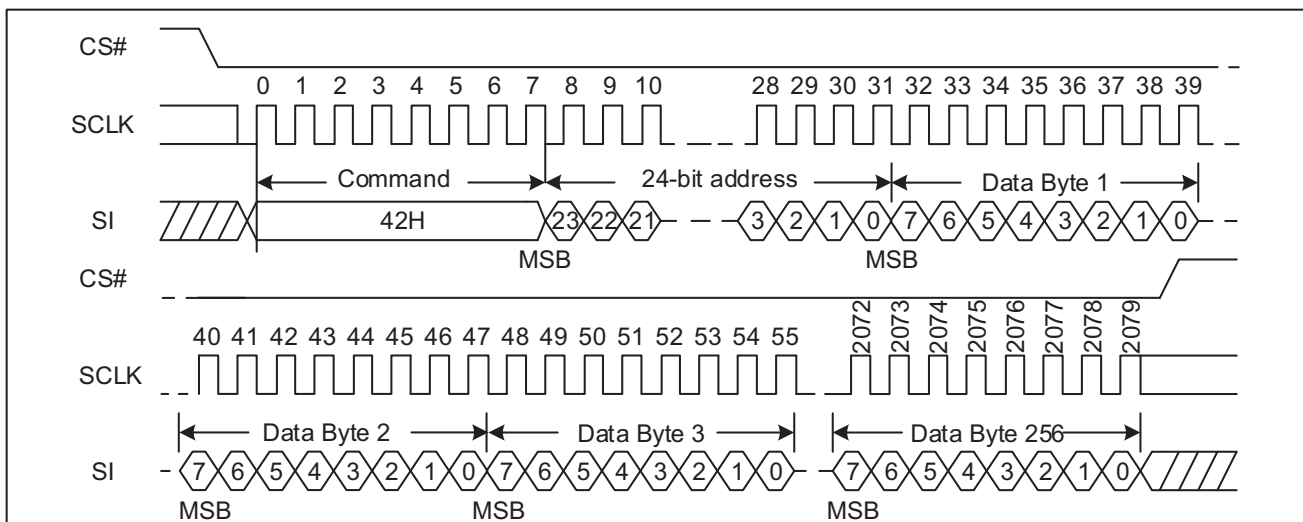 CS#
0 1 2 3 4 5 6 7 8 9 10 28 29 30 31 32 33 34 35 36 37 38 39
SCLK
Command 24-bit address Data Byte 1
SI 42H 23 22 21 3 2 1 0 7 6 5 4 3 2 1 0
MSB MSB
CS#
40 41 42 43 44 45 46 47 48 49 50 51 52 53 54 55 2072 2073 2074 2075 2076 2077 2078 2079
SCLK
Data Byte 2 Data Byte 3 Data Byte 256
SI 7 6 5 4 3 2 1 0 7 6 5 4 3 2 1 0 7 6 5 4 3 2 1 0
MSB MSB MSB